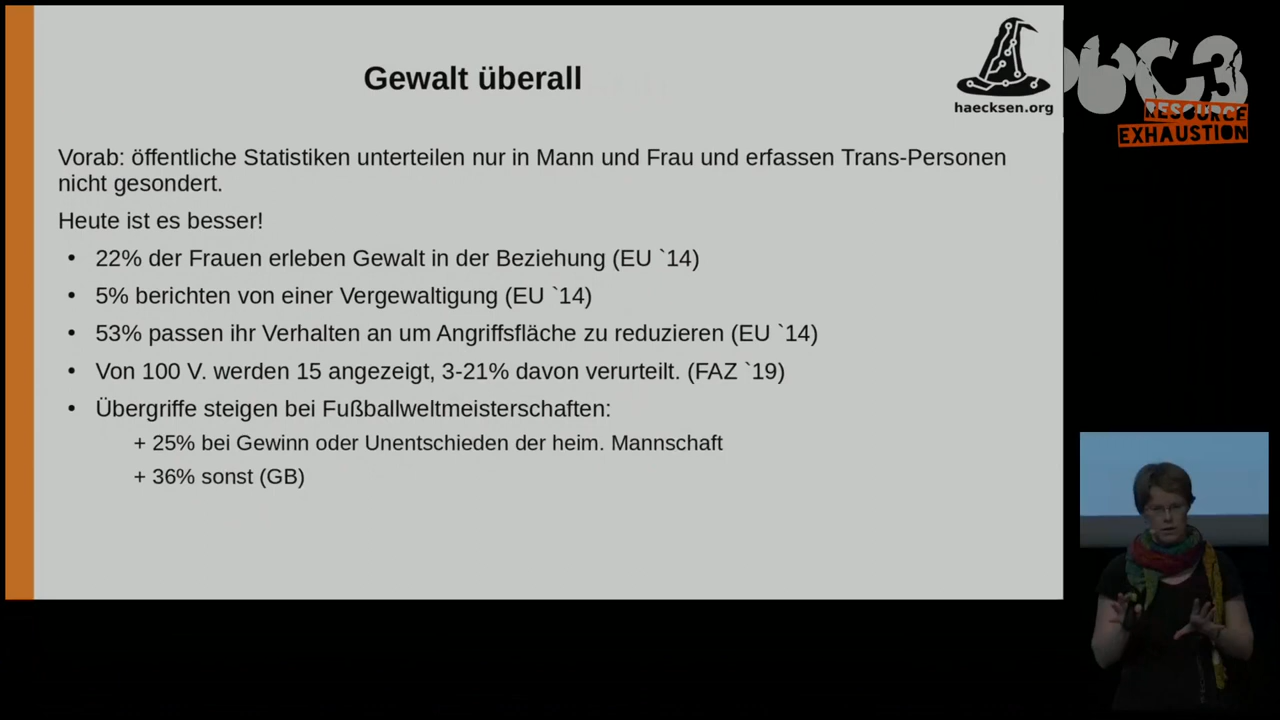 Gewalt überall
haecksen.org
36C3
RESOURCE
EXHAUSTION
Vorab: öffentliche Statistiken unterteilen nur in Mann und Frau und erfassen Trans-Personen
nicht gesondert.
Heute ist es besser!
• 22% der Frauen erleben Gewalt in der Beziehung (EU `14)
• 5% berichten von einer Vergewaltigung (EU `14)
• 53% passen ihr Verhalten an um Angriffsfläche zu reduzieren (EU `14)
• Von 100 V. werden 15 angezeigt, 3-21% davon verurteilt. (FAZ `19)
• Übergriffe steigen bei Fußballweltmeisterschaften:
+ 25% bei Gewinn oder Unentschieden der heim. Mannschaft
+ 36% sonst (GB)